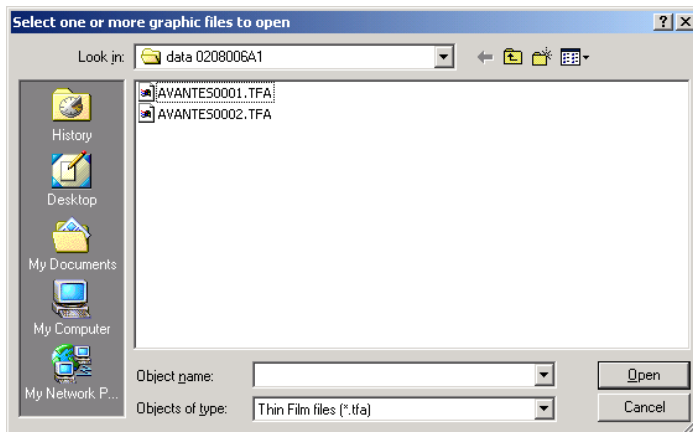 Select one or more graphic files to open
Look in: data 0208006A1
AVANTES0001.TFA
AVANTES0002.TFA
History
Desktop
My Documents
My Computer
My Network P...
Object name:
Open
Objects of type: Thin Film files (*.tfa)
Cancel